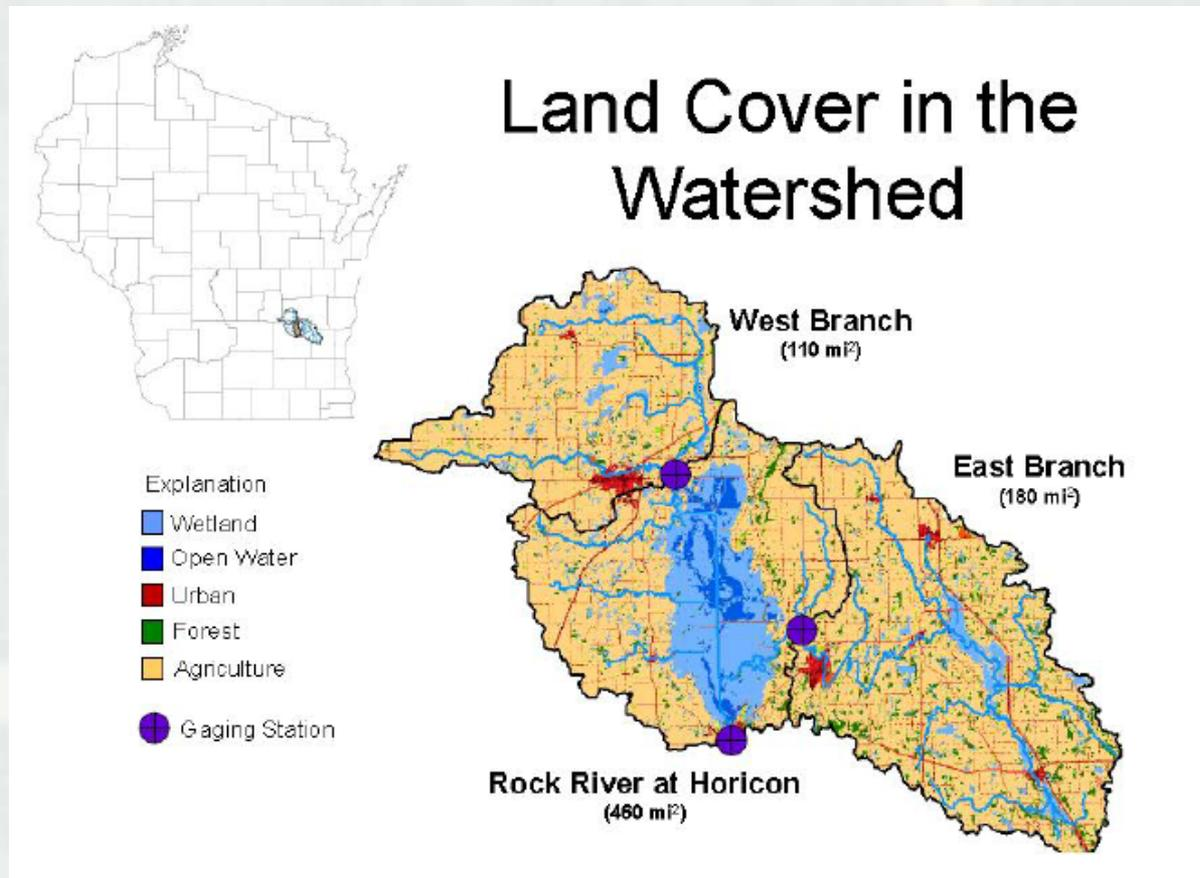 Land Cover in the
Watershed
West Branch
(110 mi²)
East Branch
(180 mi²)
Explanation
Wetland
Open Water
Urban
Forest
Agriculture
Gaging Station
Rock River at Horicon
(460 mi²)